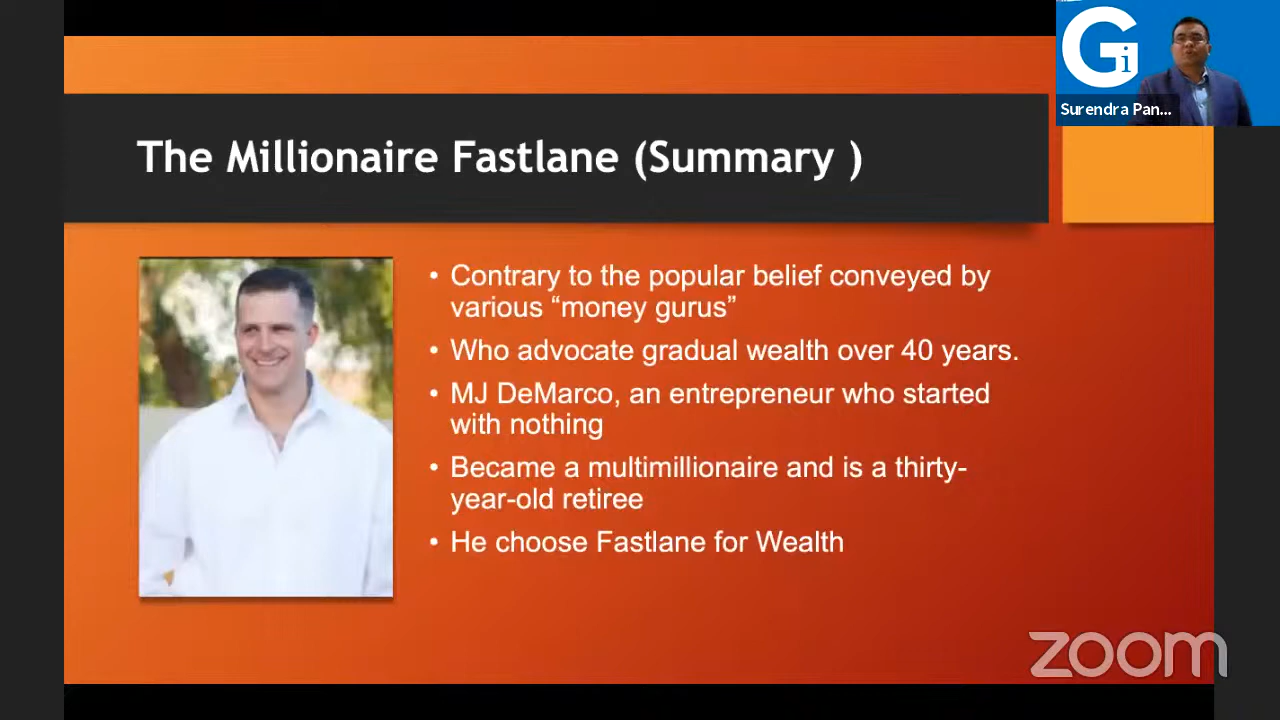 Gi
Surendra Pan...
The Millionaire Fastlane (Summary )
• Contrary to the popular belief conveyed by
various “money gurus”
• Who advocate gradual wealth over 40 years.
• MJ DeMarco, an entrepreneur who started
with nothing
• Became a multimillionaire and is a thirty-
year-old retiree
• He choose Fastlane for Wealth
zoom